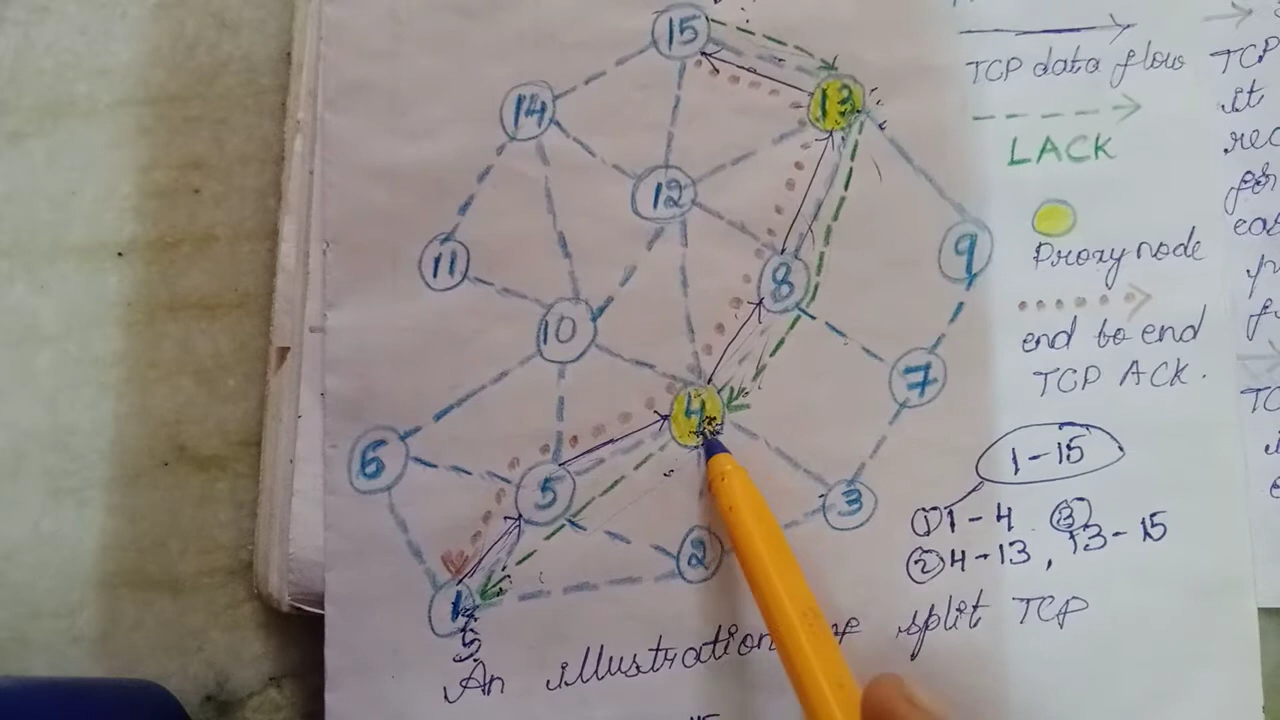 15
13
14
12
11
10
9
8
7
6
5
4
3
2
1
S
TCP data flow
LACK
Proxy node
end to end
TCP ACK.
1-15
① 1-4 ③
② 4-13, 13-15
An illustration of split TCP
TCP
it